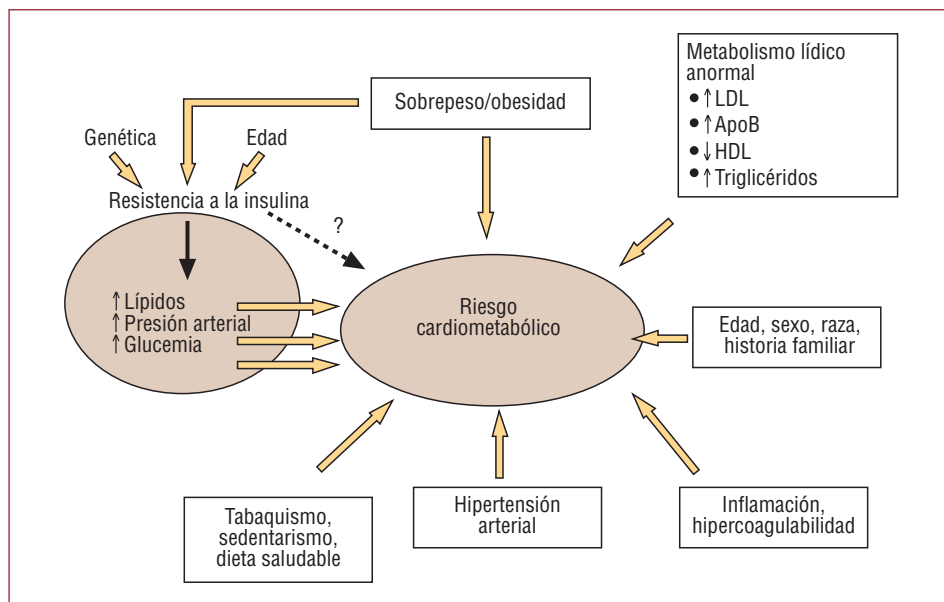 Metabolismo lídico
anormal
● ↑ LDL
● ↑ ApoB
● ↓ HDL
● ↑ Triglicéridos
Sobrepeso/obesidad
Genética
Edad
Resistencia a la insulina
?
↑ Lípidos
↑ Presión arterial
↑ Glucemia
Riesgo
cardiometabólico
Edad, sexo, raza,
historia familiar
Tabaquismo,
sedentarismo,
dieta saludable
Hipertensión
arterial
Inflamación,
hipercoagulabilidad